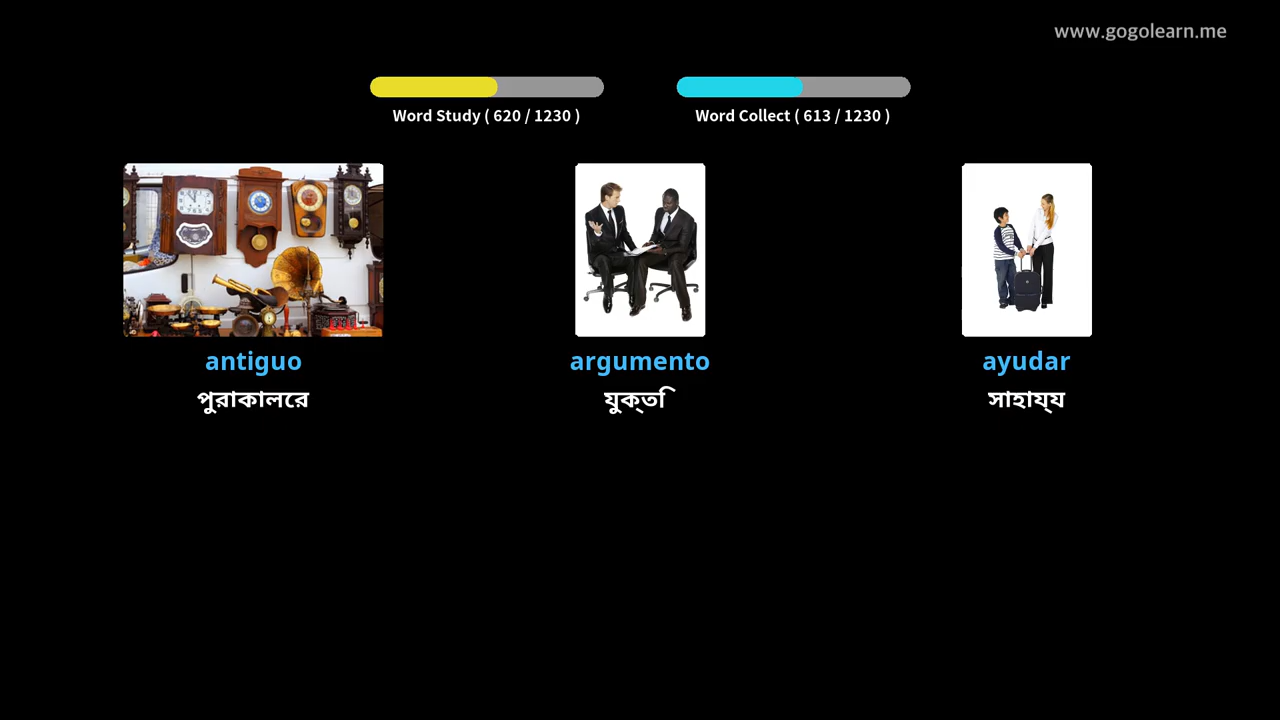 www.gogolearn.me
Word Study ( 620 / 1230 )
Word Collect ( 613 / 1230 )
antiguo
argumento
ayudar
পুরাকালরে
যুক্তি
সাহায্য